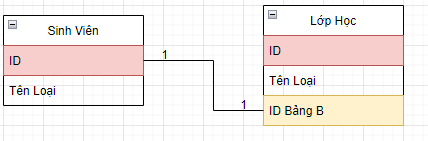 Sinh Viên
ID
Tên Loại
1
1
Lớp Học
ID
Tên Loại
ID Bảng B